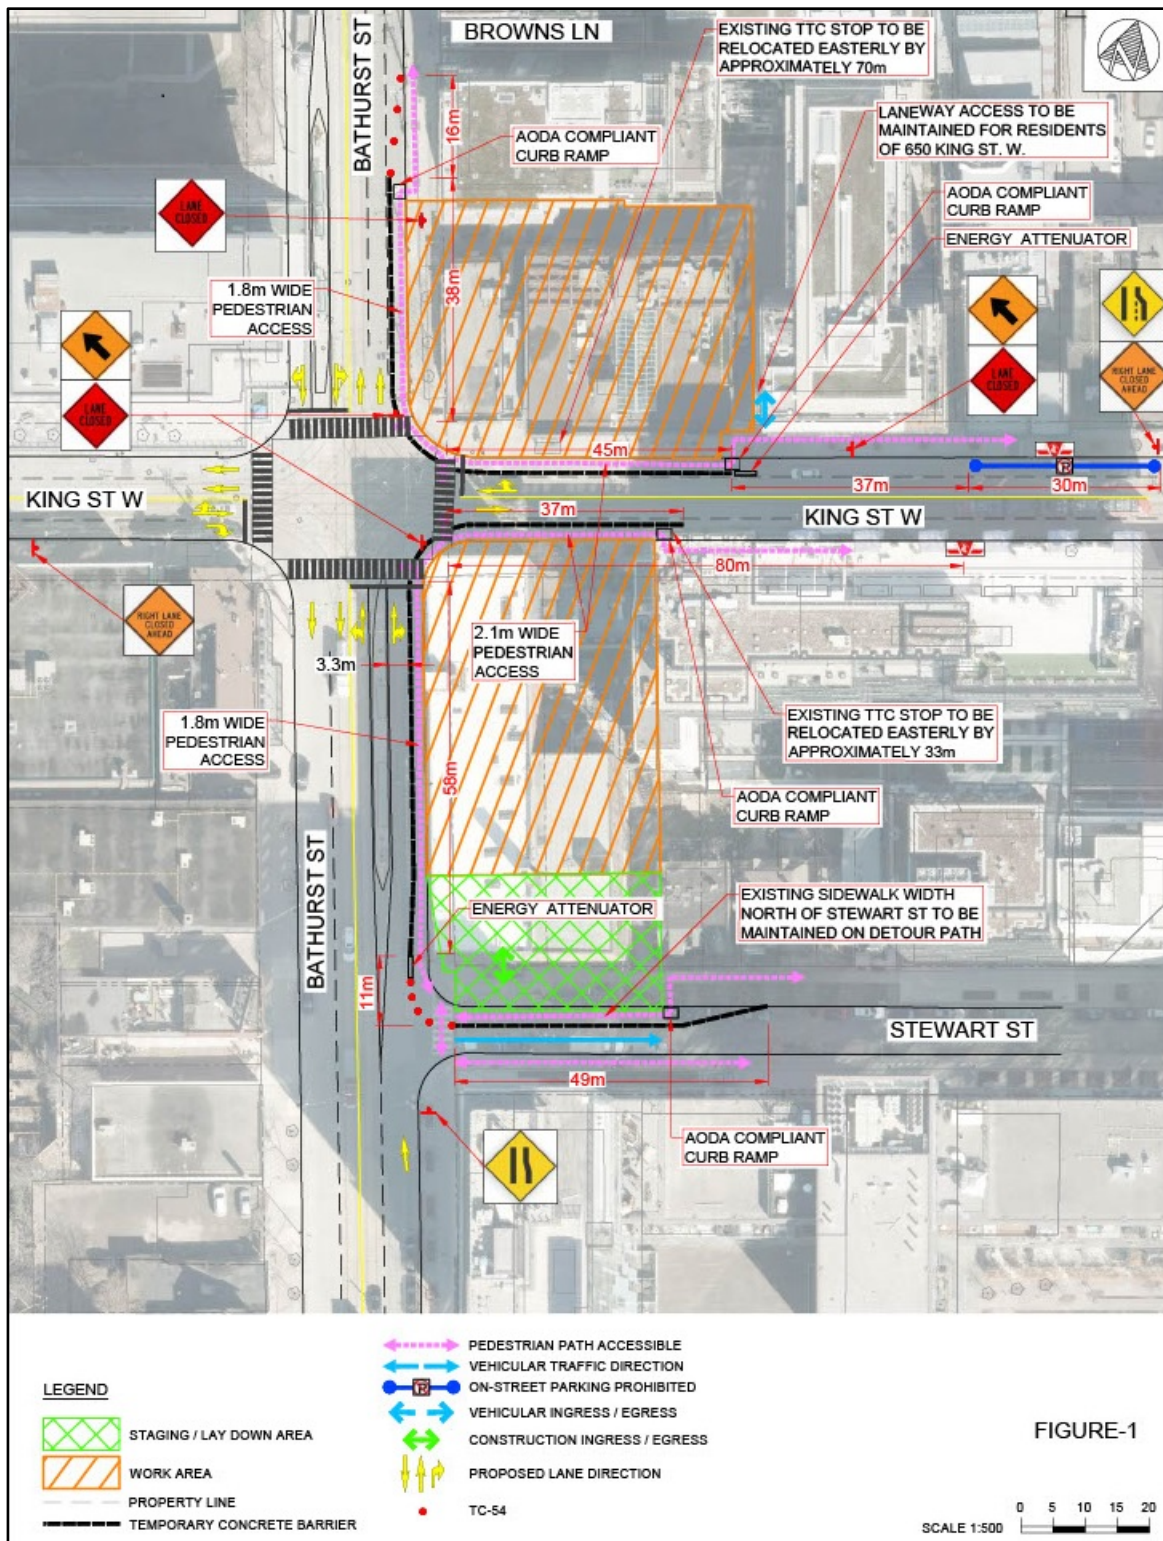 BATHURST ST
BROWNS LN
EXISTING TTC STOP TO BE
RELOCATED EASTERLY BY
APPROXIMATELY 70m
LANEWAY ACCESS TO BE
MAINTAINED FOR RESIDENTS
OF 650 KING ST. W.
16m
AODA COMPLIANT
CURB RAMP
AODA COMPLIANT
CURB RAMP
ENERGY ATTENUATOR
LANE
CLOSED
38m
1.8m WIDE
PEDESTRIAN
ACCESS
LANE
CLOSED
LANE
CLOSED
RIGHT LANE
CLOSED
AHEAD
45m
37m
30m
KING ST W
37m
KING ST W
80m
RIGHT LANE
CLOSED
AHEAD
2.1m WIDE
PEDESTRIAN
ACCESS
3.3m
1.8m WIDE
PEDESTRIAN
ACCESS
EXISTING TTC STOP TO BE
RELOCATED EASTERLY BY
APPROXIMATELY 33m
58m
AODA COMPLIANT
CURB RAMP
BATHURST ST
ENERGY ATTENUATOR
EXISTING SIDEWALK WIDTH
NORTH OF STEWART ST TO BE
MAINTAINED ON DETOUR PATH
11m
STEWART ST
49m
AODA COMPLIANT
CURB RAMP
LEGEND
STAGING / LAY DOWN AREA
WORK AREA
PROPERTY LINE
TEMPORARY CONCRETE BARRIER
PEDESTRIAN PATH ACCESSIBLE
VEHICULAR TRAFFIC DIRECTION
P
ON-STREET PARKING PROHIBITED
VEHICULAR INGRESS / EGRESS
CONSTRUCTION INGRESS / EGRESS
PROPOSED LANE DIRECTION
TC-54
FIGURE-1
SCALE 1:500
0 5 10 15 20